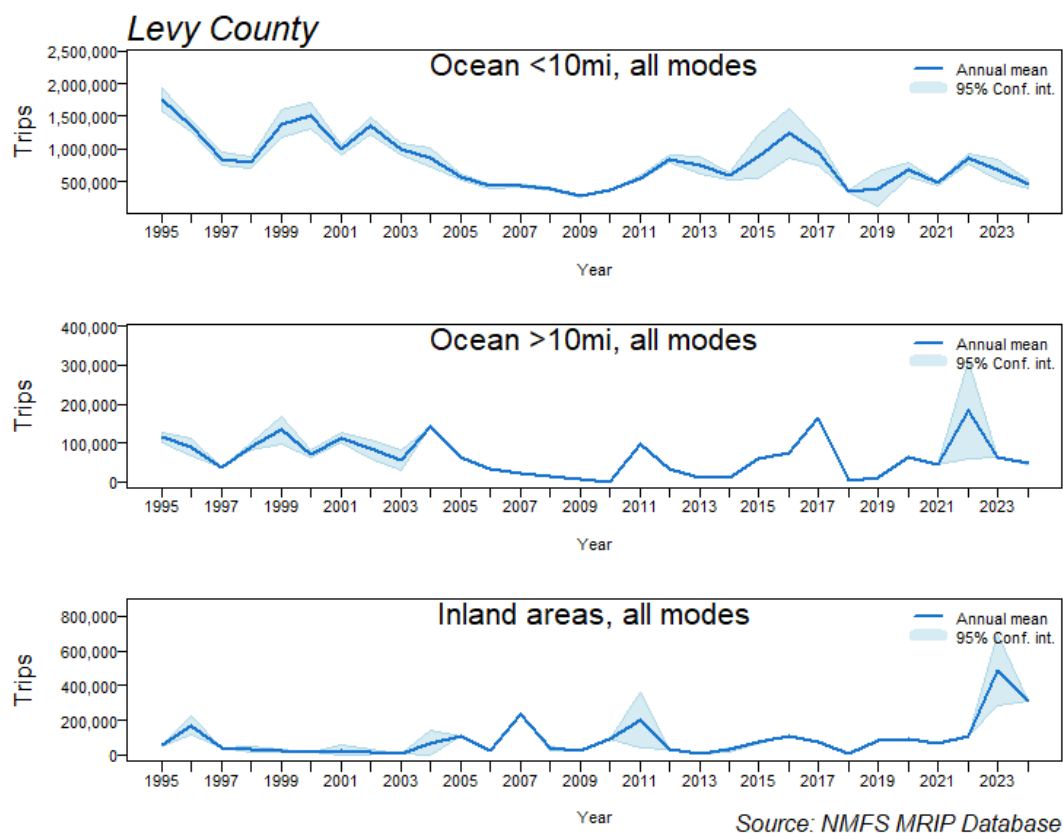 Levy County
Ocean <10mi, all modes
Annual mean
95% Conf. int.
Trips
2,500,000
2,000,000
1,500,000
1,000,000
500,000
1995 1997 1999 2001 2003 2005 2007 2009 2011 2013 2015 2017 2019 2021 2023
Year
Ocean >10mi, all modes
Annual mean
95% Conf. int.
Trips
400,000
300,000
200,000
100,000
0
1995 1997 1999 2001 2003 2005 2007 2009 2011 2013 2015 2017 2019 2021 2023
Year
Inland areas, all modes
Annual mean
95% Conf. int.
Trips
800,000
600,000
400,000
200,000
0
1995 1997 1999 2001 2003 2005 2007 2009 2011 2013 2015 2017 2019 2021 2023
Year
Source: NMFS MRIP Database